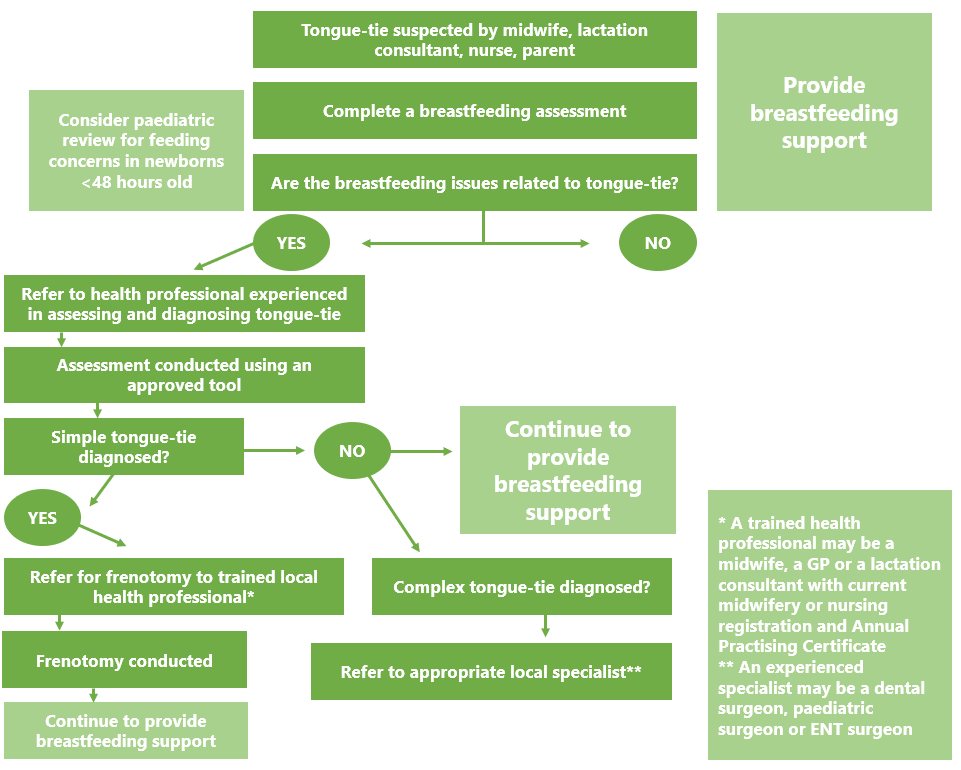 Tongue-tie suspected by midwife, lactation
consultant, nurse, parent
Provide
breastfeeding
support
Complete a breastfeeding assessment
Consider paediatric
review for feeding
concerns in newborns
<48 hours old
Are the breastfeeding issues related to tongue-tie?
YES
NO
Refer to health professional experienced
in assessing and diagnosing tongue-tie
Assessment conducted using an
approved tool
Simple tongue-tie
diagnosed?
NO
Continue to
provide
breastfeeding
support
YES
Refer for frenotomy to trained local
health professional*
Complex tongue-tie diagnosed?
Frenotomy conducted
Refer to appropriate local specialist**
Continue to provide
breastfeeding support
* A trained health
professional may be a
midwife, a GP or a lactation
consultant with current
midwifery or nursing
registration and Annual
Practising Certificate
** An experienced
specialist may be a dental
surgeon, paediatric
surgeon or ENT surgeon